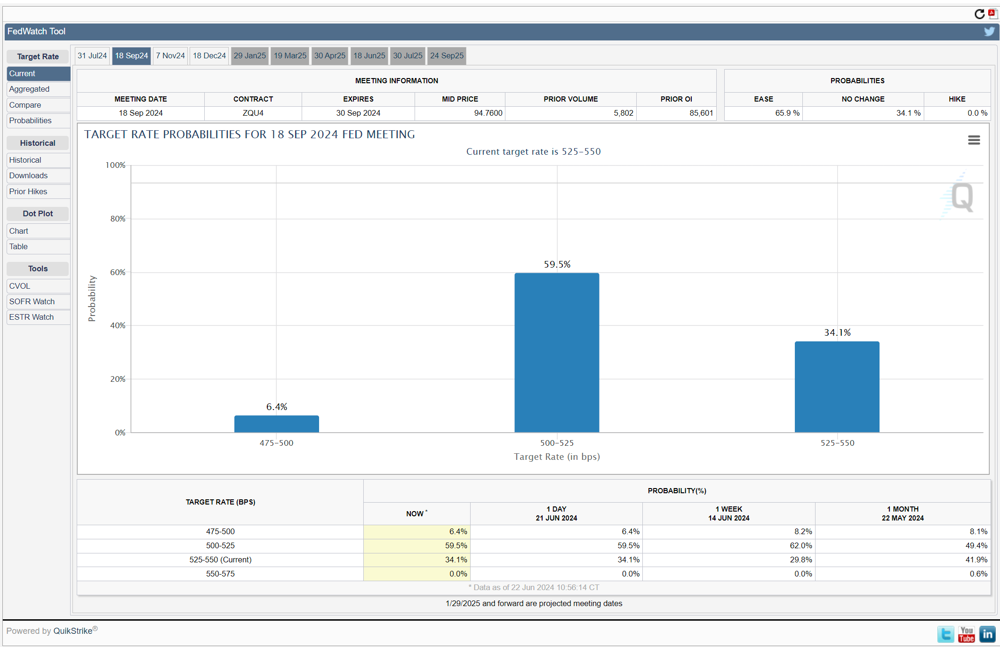 FedWatch Tool
Target Rate
Current
Aggregated
Compare
Probabilities
Historical
Historical
Downloads
Prior Hikes
Dot Plot
Chart
Table
Tools
CVOL
SOFR Watch
ESTR Watch
31 Jul24 18 Sep24 7 Nov24 18 Dec24 29 Jan25 19 Mar25 30 Apr25 18 Jun25 30 Jul25 24 Sep25
MEETING INFORMATION
MEETING DATE CONTRACT EXPIRES MID PRICE PRIOR VOLUME PRIOR OI
18 Sep 2024 ZQU4 30 Sep 2024 94.7600 5,802 85,601
PROBABILITIES
EASE NO CHANGE HIKE
65.9 % 34.1 % 0.0 %
TARGET RATE PROBABILITIES FOR 18 SEP 2024 FED MEETING
Current target rate is 525-550
Q
Probability
100%
80%
60%
40%
20%
0%
6.4%
59.5%
34.1%
475-500 500-525 525-550
Target Rate (in bps)
TARGET RATE (BPS) PROBABILITY(%)
NOW * 1 DAY 1 WEEK 1 MONTH
21 JUN 2024 14 JUN 2024 22 MAY 2024
475-500 6.4% 6.4% 8.2% 8.1%
500-525 59.5% 59.5% 62.0% 49.4%
525-550 (Current) 34.1% 34.1% 29.8% 41.9%
550-575 0.0% 0.0% 0.0% 0.6%
* Data as of 22 Jun 2024 10:56:14 CT
1/29/2025 and forward are projected meeting dates
Powered by QuikStrike®
You
Tube
in